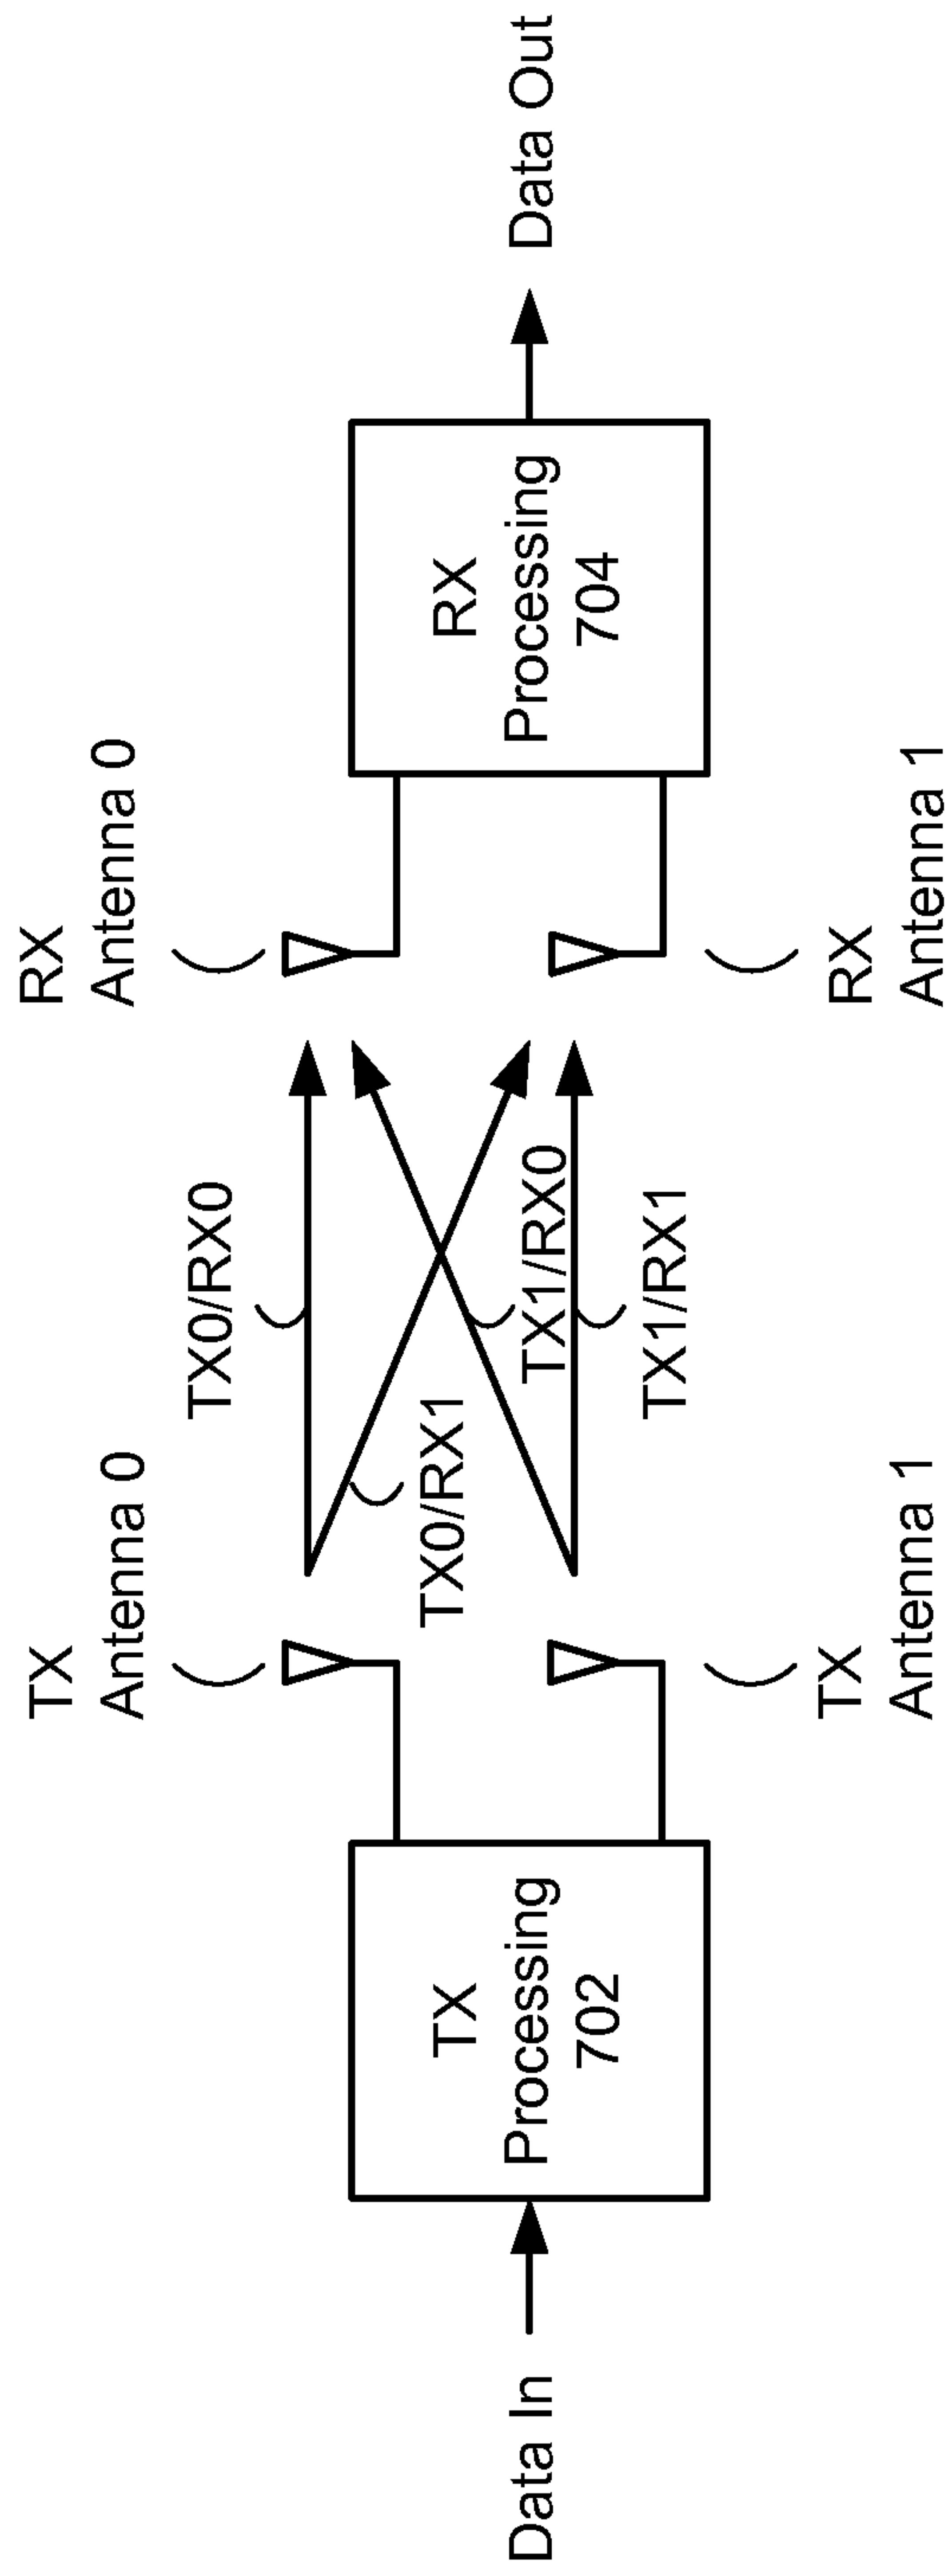 Data In
TX
Processing
702
TX
Antenna 0
TX
Antenna 1
TX0/RX0
TX0/RX1
TX1/RX0
TX1/RX1
RX
Antenna 0
RX
Antenna 1
RX
Processing
704
Data Out